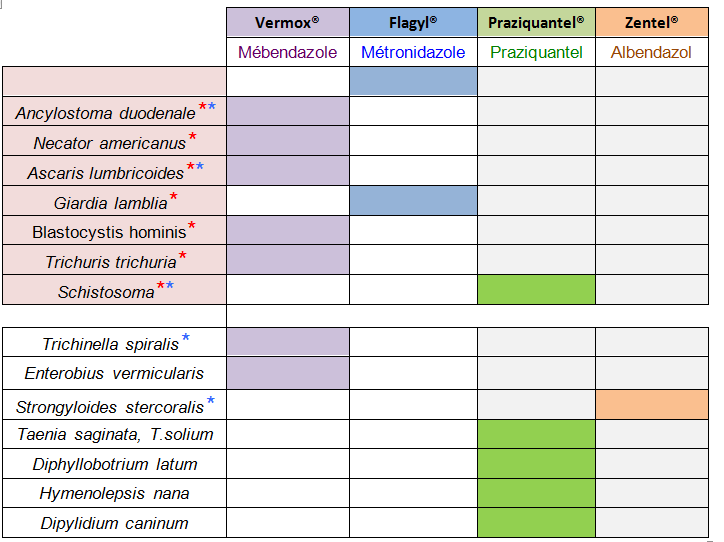 Vermox® Flagyl® Praziquantel® Zentel®
Mébendazole Métronidazole Praziquantel Albendazol
Ancylostoma duodenale**
Necator americanus*
Ascaris lumbricoides**
Giardia lamblia*
Blastocystis hominis*
Trichuris trichuria*
Schistosoma**
Trichinella spiralis*
Enterobius vermicularis
Strongyloides stercoralis*
Taenia saginata, T.solium
Diphyllobotrium latum
Hymenolepsis nana
Dipylidium caninum